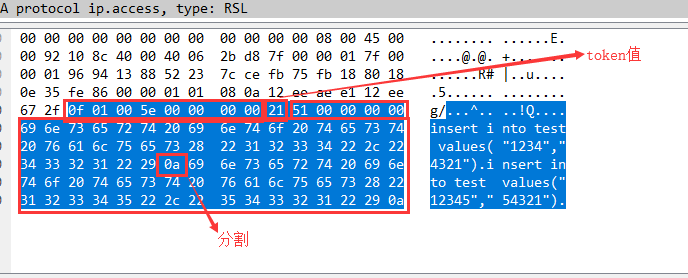 A protocol ip.access, type: RSL
00 00 00 00 00 00 00 00 00 00 00 08 00 45 00 ........ ......E.
00 92 10 8c 40 00 40 06 2b d8 7f 00 00 01 7f 00 ....@.@. +.......
00 01 96 94 13 88 52 23 7c ce fb 75 fb 18 80 18 ......R# |..u....
0e 35 fe 86 00 00 01 01 08 0a 12 ee ae e1 12 ee .5...... ........
67 2f 0f 01 00 5e 00 00 00 00 21 51 00 00 00 00 g/...^.. ..!Q....
69 6e 73 65 72 74 20 69 6e 74 6f 20 74 65 73 74 insert i nto test
20 76 61 6c 75 65 73 28 22 31 32 33 34 22 2c 22 values( "1234","
34 33 32 31 22 29 0a 69 6e 73 65 72 74 20 69 6e 4321").i nsert in
74 6f 20 74 65 73 74 20 76 61 6c 75 65 73 28 22 to test values("
31 32 33 34 35 22 2c 22 35 34 33 32 31 22 29 0a 12345"," 54321").
token值
分割